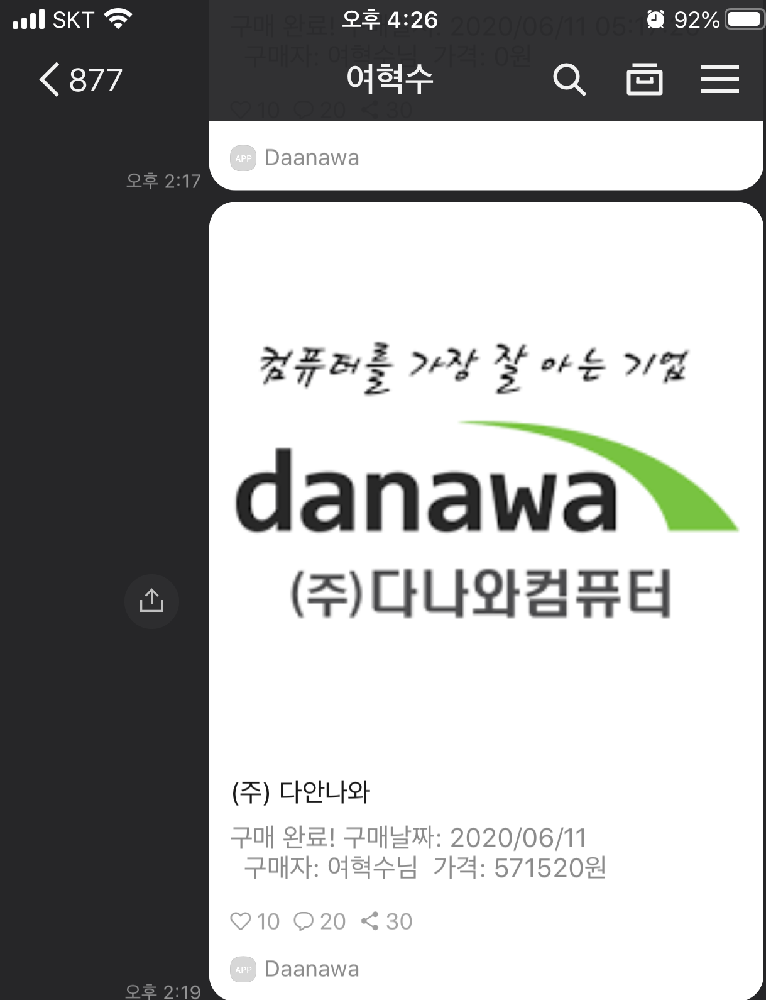 SKT 오후 4:26 92%
구매 완료! 구매날짜: 2020/06/11 05:1
구매자: 여혁수님 가격: 0원
877 여혁수
10 20 30
APP Daanawa
오후 2:17
컴퓨터를 가장 잘 아는 기업
danawa
(주)다나와컴퓨터
(주) 다안나와
구매 완료! 구매날짜: 2020/06/11
구매자: 여혁수님 가격: 571520원
10 20 30
APP Daanawa
오후 2:19